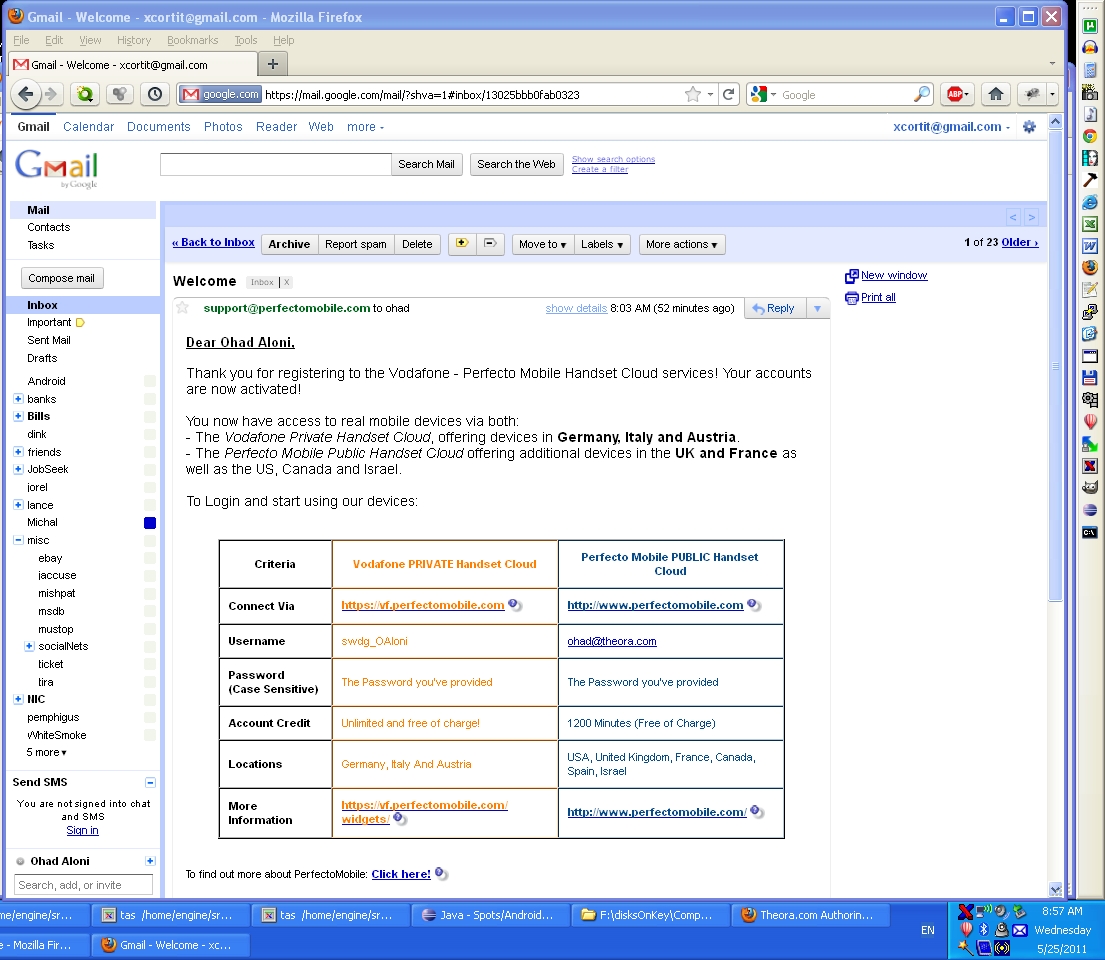 Gmail - Welcome - xcortit@gmail.com - Mozilla Firefox
File Edit View History Bookmarks Tools Help
Gmail - Welcome - xcortit@gmail.com
google.com https://mail.google.com/mail/?shva=1#inbox/13025bbb0fab0323
Google
ABP
Gmail Calendar Documents Photos Reader Web more
xcortit@gmail.com
Gmail
by Google
Search Mail
Search the Web
Show search options
Create a filter
Mail
Contacts
Tasks
Compose mail
Inbox
Important
Sent Mail
Drafts
Android
banks
Bills
dink
friends
JobSeek
jorel
lance
Michal
misc
ebay
jaccuse
mishpat
msdb
mustop
socialNets
ticket
tira
NIC
pemphigus
WhiteSmoke
5 more ▾
Send SMS
You are not signed into chat
and SMS
Sign in
Ohad Aloni
Search, add, or invite
< >
« Back to Inbox Archive Report spam Delete Move to ▾ Labels ▾ More actions ▾ 1 of 23 Older ›
Welcome Inbox | X
New window
Print all
support@perfectomobile.com to ohad show details 8:03 AM (52 minutes ago) Reply
Dear Ohad Aloni,
Thank you for registering to the Vodafone - Perfecto Mobile Handset Cloud services! Your accounts
are now activated!
You now have access to real mobile devices via both:
- The Vodafone Private Handset Cloud, offering devices in Germany, Italy and Austria.
- The Perfecto Mobile Public Handset Cloud offering additional devices in the UK and France as
well as the US, Canada and Israel.
To Login and start using our devices:
Criteria Vodafone PRIVATE Handset Cloud Perfecto Mobile PUBLIC Handset
Cloud
Connect Via https://vf.perfectomobile.com http://www.perfectomobile.com
Username swdg_OAloni ohad@theora.com
Password
(Case Sensitive) The Password you've provided The Password you've provided
Account Credit Unlimited and free of charge! 1200 Minutes (Free of Charge)
Locations Germany, Italy And Austria USA, United Kingdom, France, Canada,
Spain, Israel
More
Information https://vf.perfectomobile.com/
widgets/ http://www.perfectomobile.com/
To find out more about PerfectoMobile: Click here!
me/engine/sr... tas /home/engine/sr... tas /home/engine/sr... Java - Spots/Android... F:\disksOnKey\Comp... Theora.com Authorin...
e - Mozilla Fir... Gmail - Welcome - xc...
EN
8:57 AM
Wednesday
5/25/2011